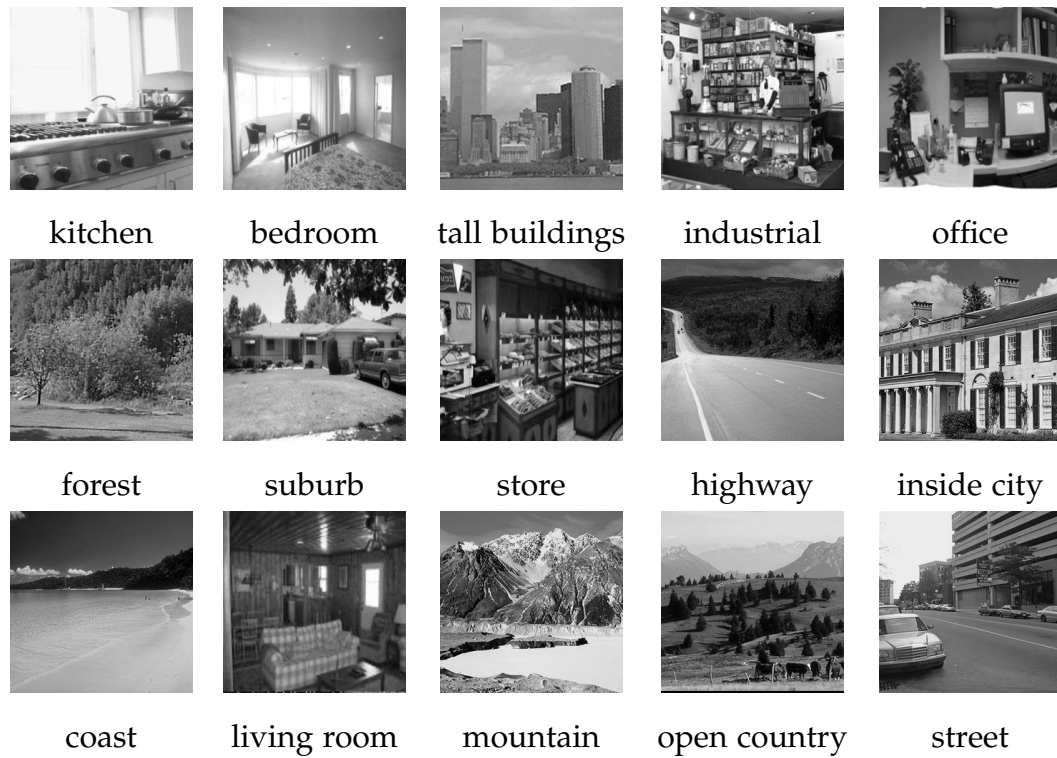 kitchen bedroom tall buildings industrial office
forest suburb store highway inside city
coast living room mountain open country street